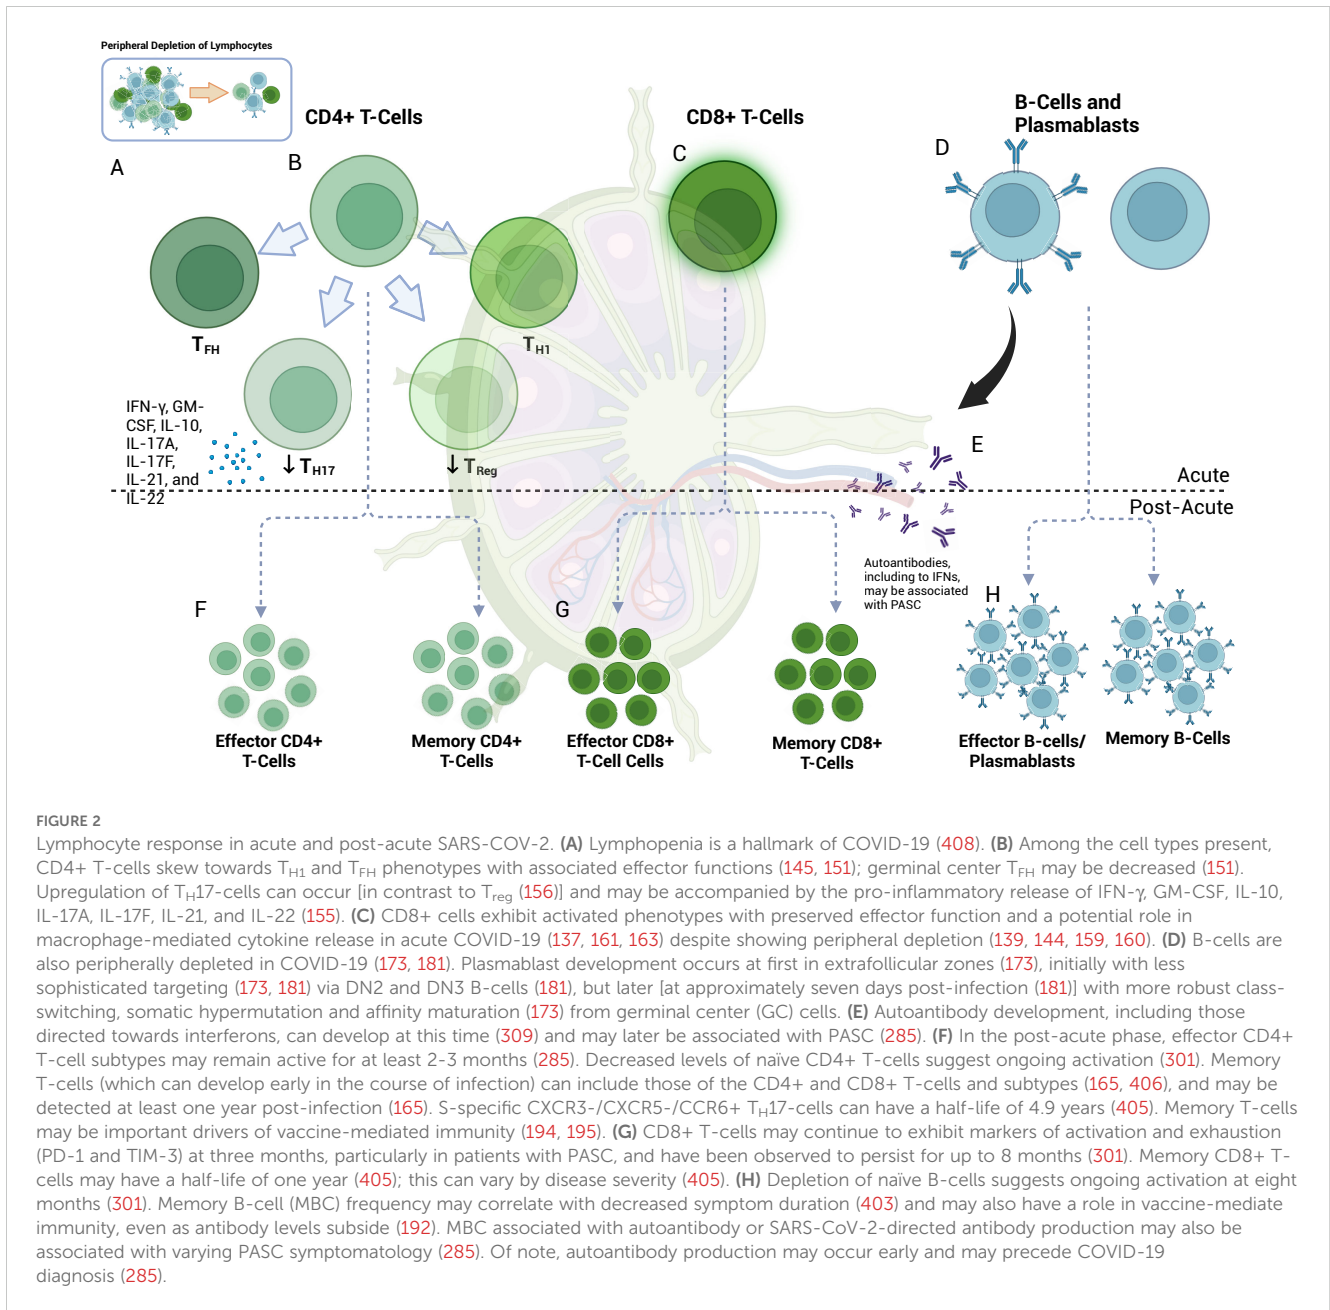 Peripheral Depletion of Lymphocytes
CD4+ T-Cells
CD8+ T-Cells
B-Cells and
Plasmablasts
A
B
C
D
TFH
TH1
IFN-γ, GM-
CSF, IL-10,
IL-17A,
IL-17F,
IL-21, and
IL-22
↓ TH17
↓ TReg
E
Acute
Post-Acute
Autoantibodies,
including to IFNs,
may be associated
with PASC
F
G
H
Effector CD4+
T-Cells
Memory CD4+
T-Cells
Effector CD8+
T-Cell Cells
Memory CD8+
T-Cells
Effector B-cells/
Plasmablasts
Memory B-Cells
FIGURE 2
Lymphocyte response in acute and post-acute SARS-COV-2. (A) Lymphopenia is a hallmark of COVID-19 (408). (B) Among the cell types present,
CD4+ T-cells skew towards TH1 and TFH phenotypes with associated effector functions (145, 151); germinal center TFH may be decreased (151).
Upregulation of TH17-cells can occur [in contrast to Treg (156)] and may be accompanied by the pro-inflammatory release of IFN-γ, GM-CSF, IL-10,
IL-17A, IL-17F, IL-21, and IL-22 (155). (C) CD8+ cells exhibit activated phenotypes with preserved effector function and a potential role in
macrophage-mediated cytokine release in acute COVID-19 (137, 161, 163) despite showing peripheral depletion (139, 144, 159, 160). (D) B-cells are
also peripherally depleted in COVID-19 (173, 181). Plasmablast development occurs at first in extrafollicular zones (173), initially with less
sophisticated targeting (173, 181) via DN2 and DN3 B-cells (181), but later [at approximately seven days post-infection (181)] with more robust class-
switching, somatic hypermutation and affinity maturation (173) from germinal center (GC) cells. (E) Autoantibody development, including those
directed towards interferons, can develop at this time (309) and may later be associated with PASC (285). (F) In the post-acute phase, effector CD4+
T-cell subtypes may remain active for at least 2-3 months (285). Decreased levels of naïve CD4+ T-cells suggest ongoing activation (301). Memory
T-cells (which can develop early in the course of infection) can include those of the CD4+ and CD8+ T-cells and subtypes (165, 406), and may be
detected at least one year post-infection (165). S-specific CXCR3-/CXCR5-/CCR6+ TH17-cells can have a half-life of 4.9 years (405). Memory T-cells
may be important drivers of vaccine-mediated immunity (194, 195). (G) CD8+ T-cells may continue to exhibit markers of activation and exhaustion
(PD-1 and TIM-3) at three months, particularly in patients with PASC, and have been observed to persist for up to 8 months (301). Memory CD8+ T-
cells may have a half-life of one year (405); this can vary by disease severity (405). (H) Depletion of naïve B-cells suggests ongoing activation at eight
months (301). Memory B-cell (MBC) frequency may correlate with decreased symptom duration (403) and may also have a role in vaccine-mediate
immunity, even as antibody levels subside (192). MBC associated with autoantibody or SARS-CoV-2-directed antibody production may also be
associated with varying PASC symptomatology (285). Of note, autoantibody production may occur early and may precede COVID-19
diagnosis (285).